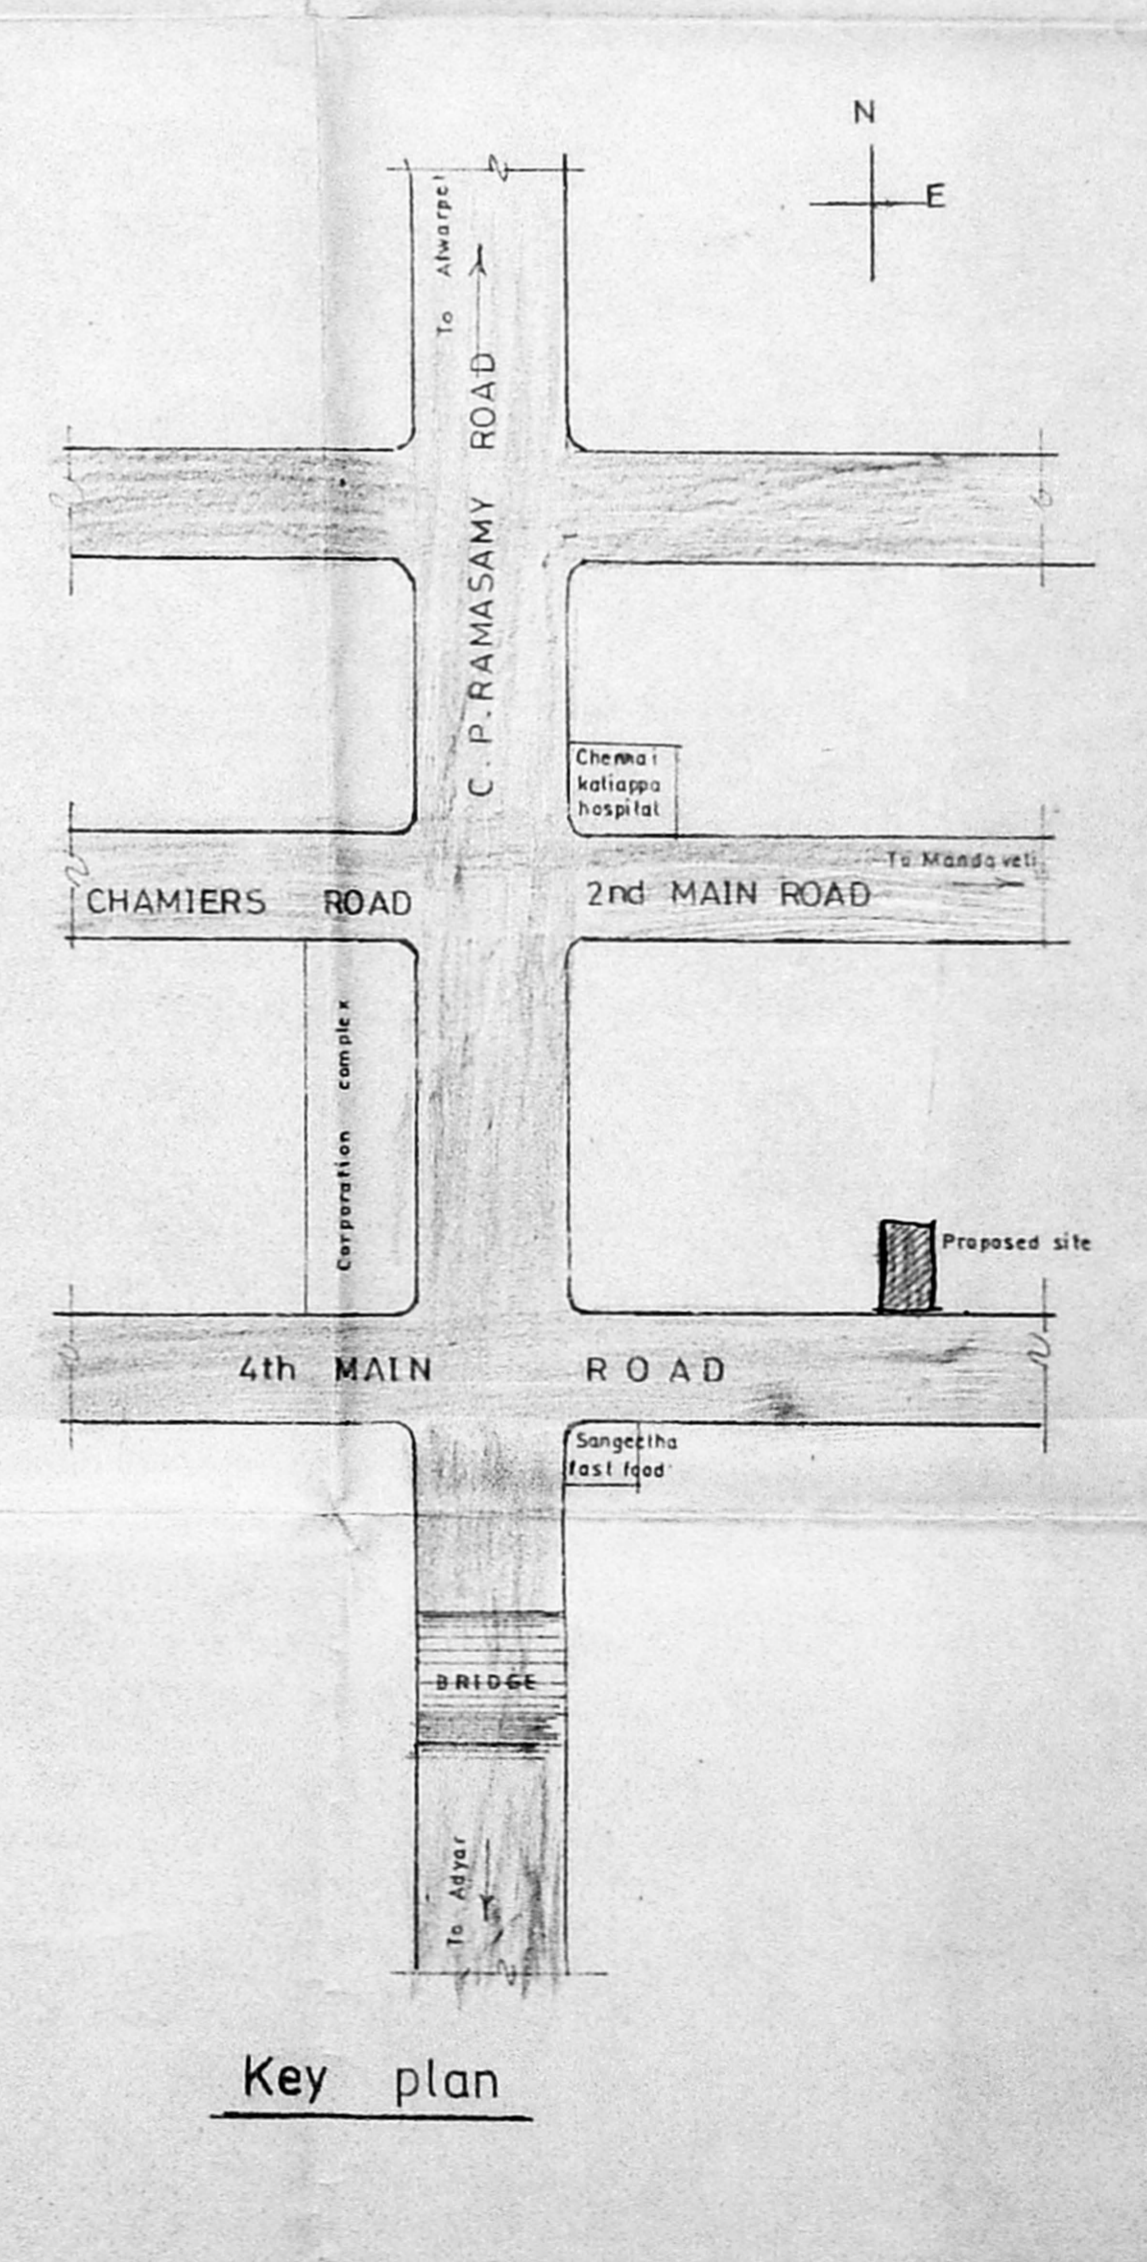 N
E
To Alwarpet
C.P. RAMASAMY ROAD
Chennai
kaliappa
hospital
To Mandaveli
CHAMIERS ROAD
2nd MAIN ROAD
Corporation complex
Proposed site
4th MAIN ROAD
Sangeetha
fast food
BRIDGE
To Adyar
Key plan